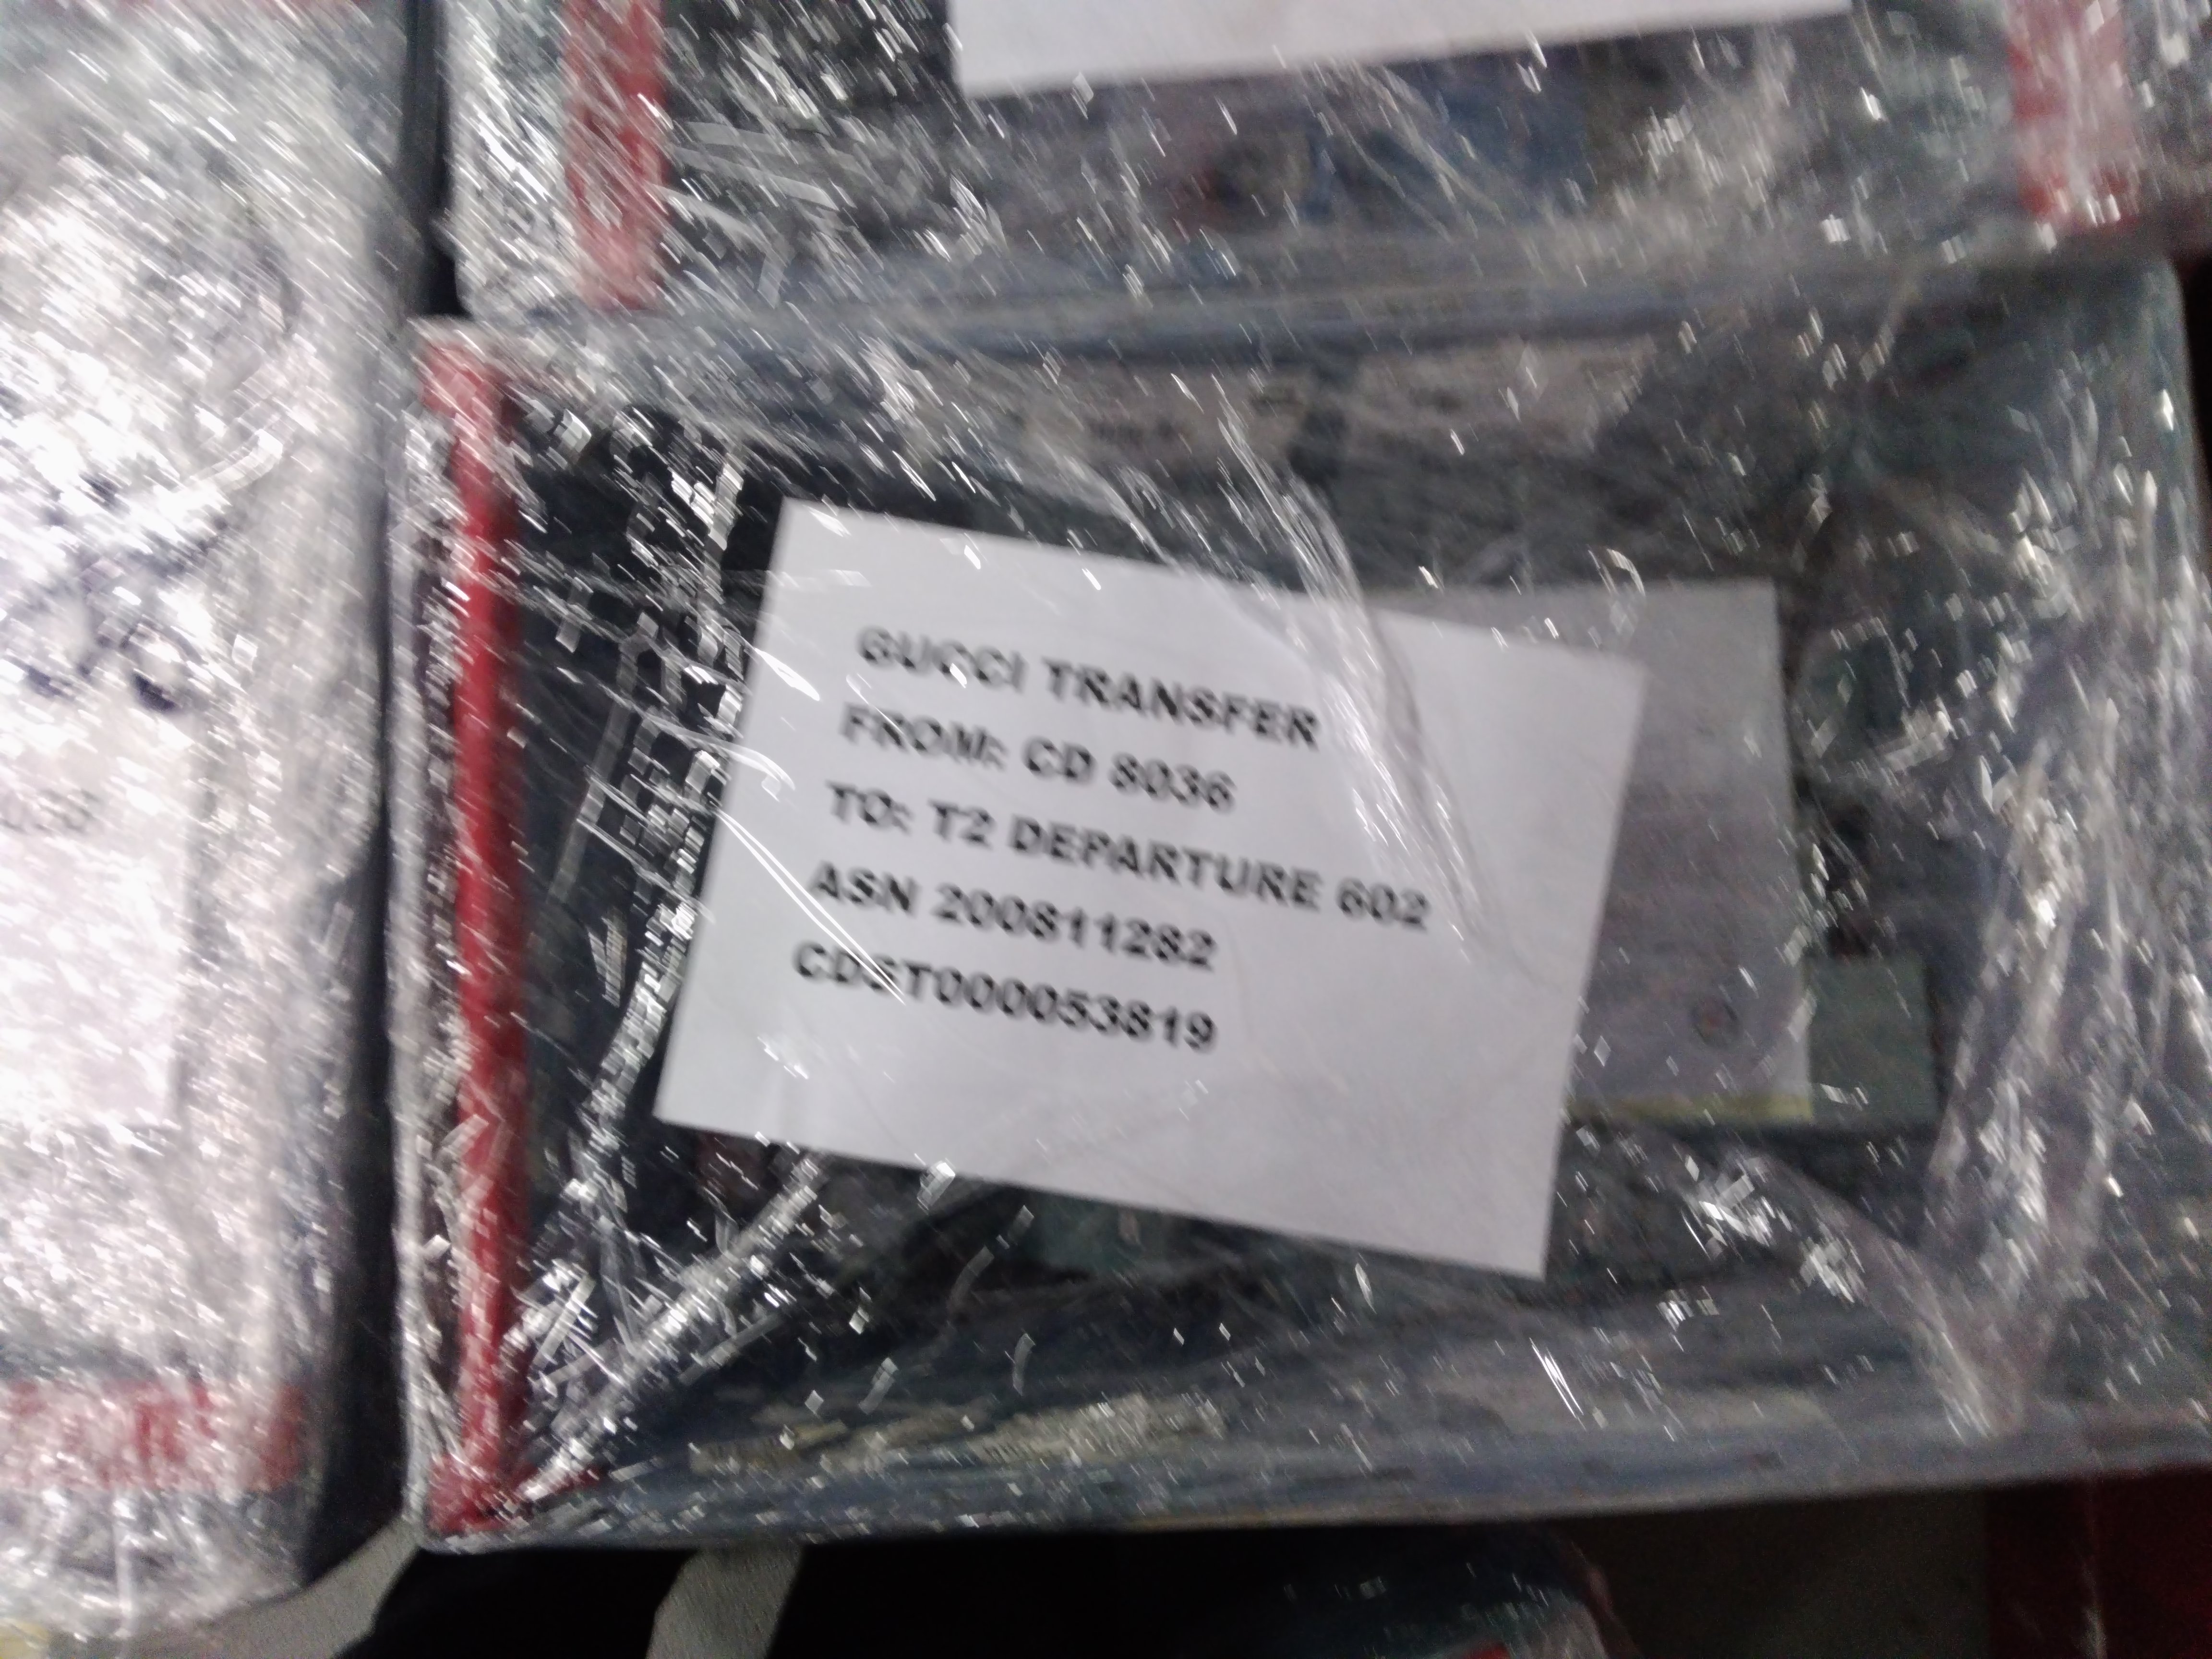 GUCCI TRANSFER
FROM: CD 8036
TO: T2 DEPARTURE 602
ASN 200811282
CDST000053819